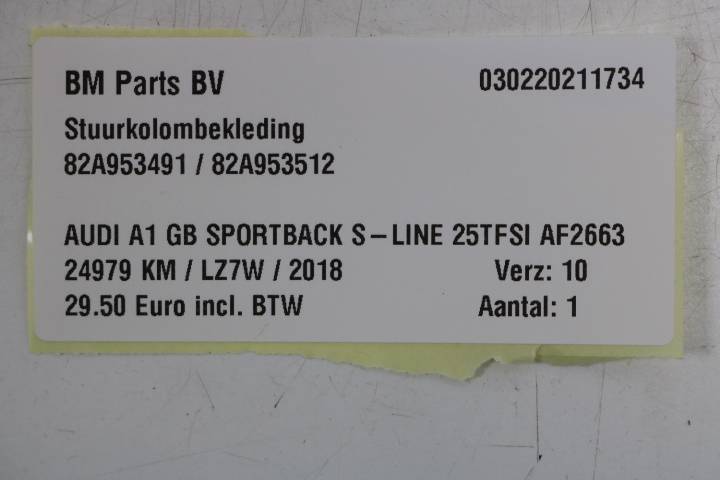 BM Parts BV 030220211734
Stuurkolombekleding
82A953491 / 82A953512
AUDI A1 GB SPORTBACK S-LINE 25TFSI AF2663
24979 KM / LZ7W / 2018 Verz: 10
29.50 Euro incl. BTW Aantal: 1